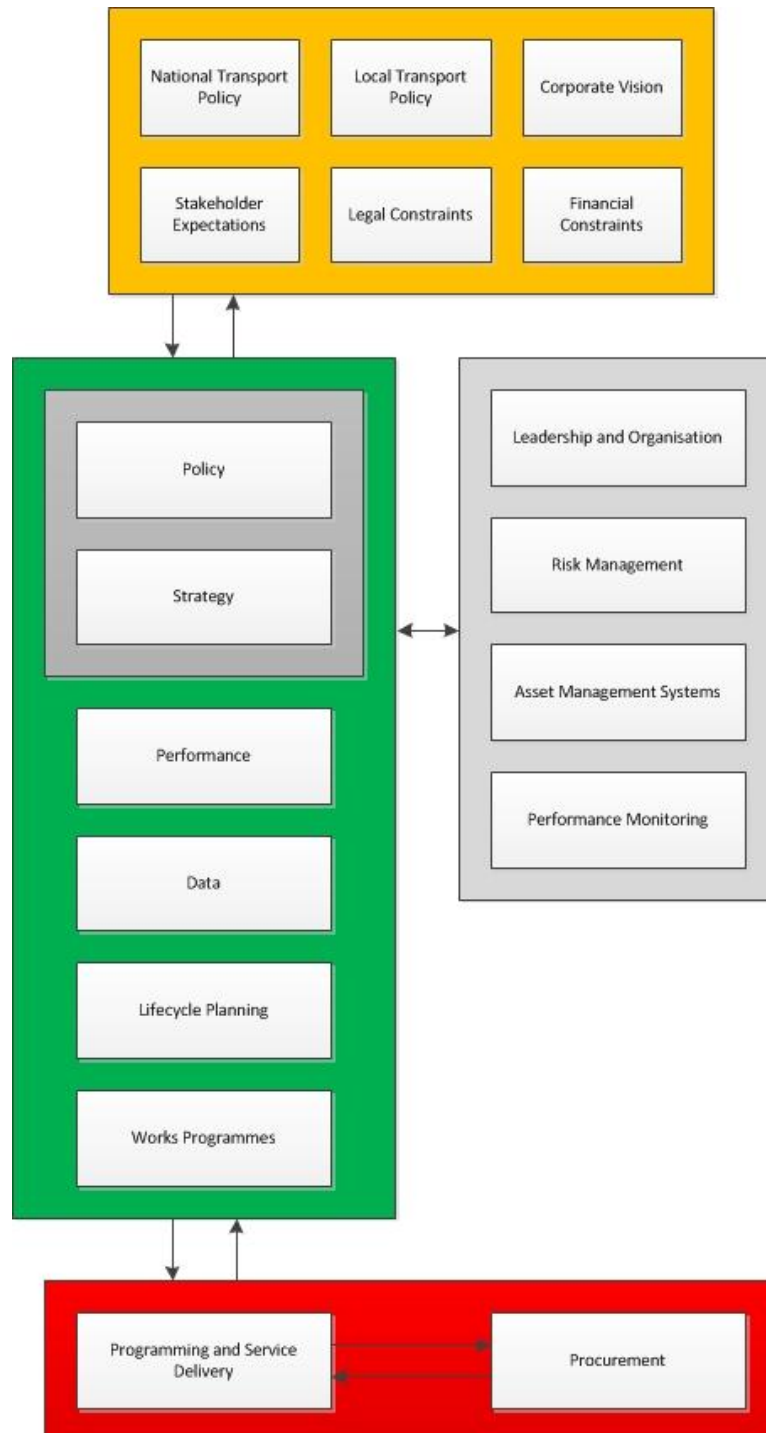 National Transport
Policy
Local Transport
Policy
Corporate Vision
Stakeholder
Expectations
Legal Constraints
Financial
Constraints
Policy
Strategy
Performance
Data
Lifecycle Planning
Works Programmes
Leadership and Organisation
Risk Management
Asset Management Systems
Performance Monitoring
Programming and Service
Delivery
Procurement